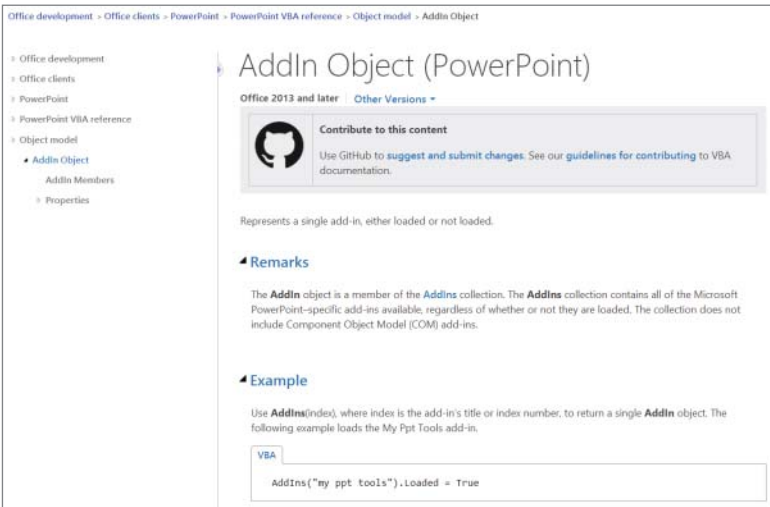 Office development > Office clients > PowerPoint > PowerPoint VBA reference > Object model > AddIn Object
Office development
Office clients
PowerPoint
PowerPoint VBA reference
Object model
AddIn Object
AddIn Members
Properties
AddIn Object (PowerPoint)
Office 2013 and later | Other Versions
Contribute to this content
Use GitHub to suggest and submit changes. See our guidelines for contributing to VBA
documentation.
Represents a single add-in, either loaded or not loaded.
Remarks
The AddIn object is a member of the AddIns collection. The AddIns collection contains all of the Microsoft
PowerPoint–specific add-ins available, regardless of whether or not they are loaded. The collection does not
include Component Object Model (COM) add-ins.
Example
Use AddIns(index), where index is the add-in's title or index number, to return a single AddIn object. The
following example loads the My Ppt Tools add-in.
VBA
AddIns("my ppt tools").Loaded = True